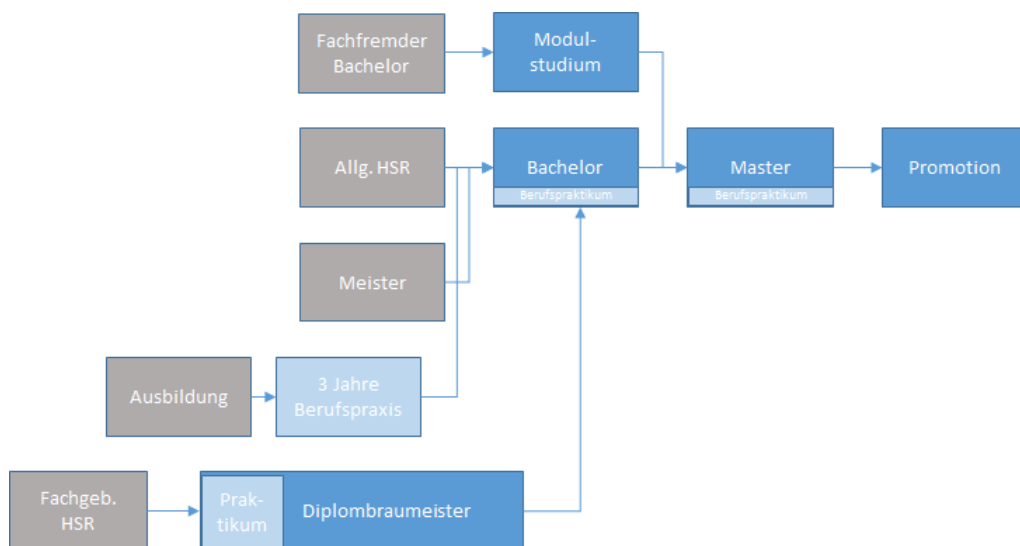 Fachfremder
Bachelor
Modul-
studium
Allg. HSR
Bachelor
Berufspraktikum
Master
Berufspraktikum
Promotion
Meister
Ausbildung
3 Jahre
Berufspraxis
Fachgeb.
HSR
Prak-
tikum
Diplombraumeister